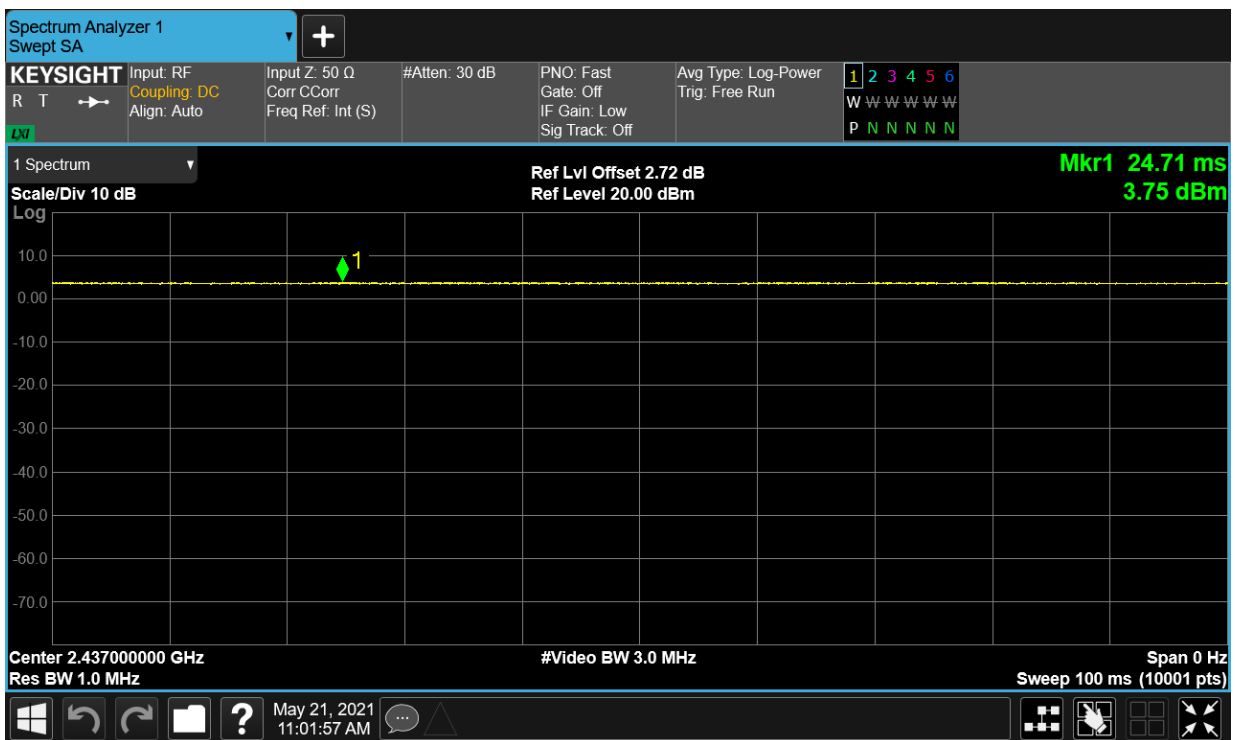 Spectrum Analyzer 1
Swept SA
+
KEYSIGHT
R T
LXI
Input: RF
Coupling: DC
Align: Auto
Input Z: 50 Ω
Corr CCorr
Freq Ref: Int (S)
#Atten: 30 dB
PNO: Fast
Gate: Off
IF Gain: Low
Sig Track: Off
Avg Type: Log-Power
Trig: Free Run
1 2 3 4 5 6
W W W W W W
P N N N N N
1 Spectrum
Scale/Div 10 dB
Log
Ref Lvl Offset 2.72 dB
Ref Level 20.00 dBm
Mkr1 24.71 ms
3.75 dBm
1
10.0
0.00
-10.0
-20.0
-30.0
-40.0
-50.0
-60.0
-70.0
Center 2.437000000 GHz
Res BW 1.0 MHz
#Video BW 3.0 MHz
Span 0 Hz
Sweep 100 ms (10001 pts)
?
May 21, 2021
11:01:57 AM